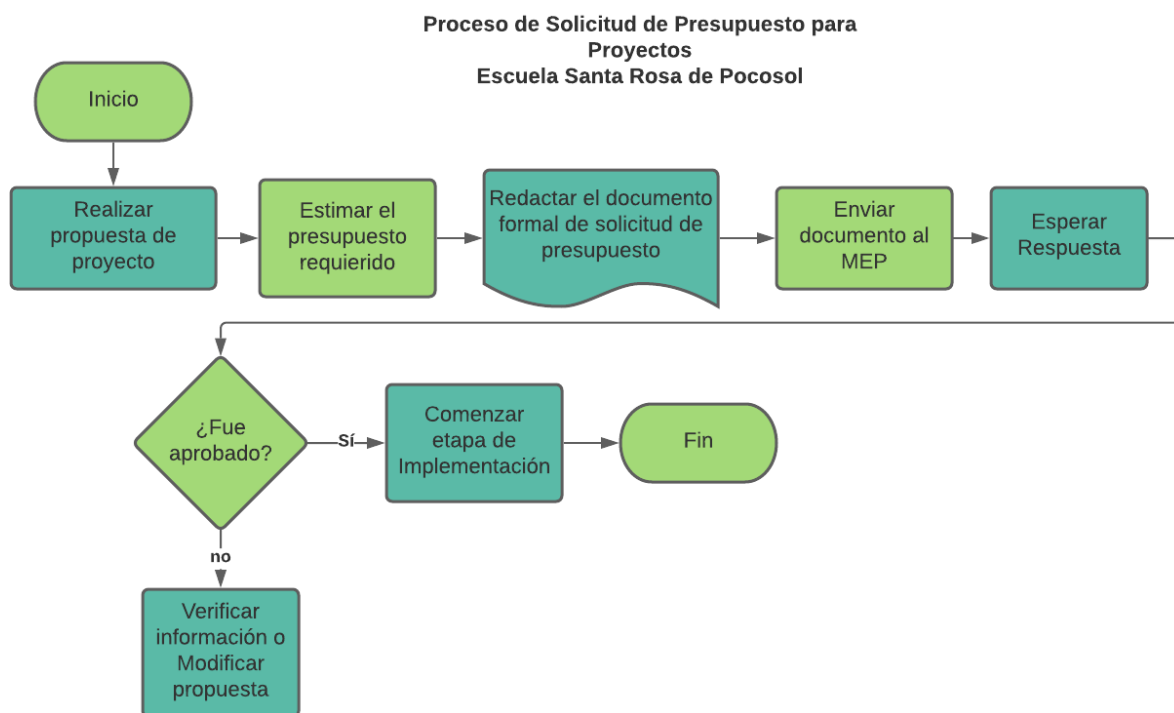 Proceso de Solicitud de Presupuesto para
Proyectos
Escuela Santa Rosa de Pocosol
Inicio
Realizar
propuesta de
proyecto
Estimar el
presupuesto
requierido
Redactar el documento
formal de solicitud de
presupuesto
Enviar
documento al
MEP
Esperar
Respuesta
¿Fue
aprobado?
Sí
Comenzar
etapa de
Implementación
Fin
no
Verificar
información o
Modificar
propuesta